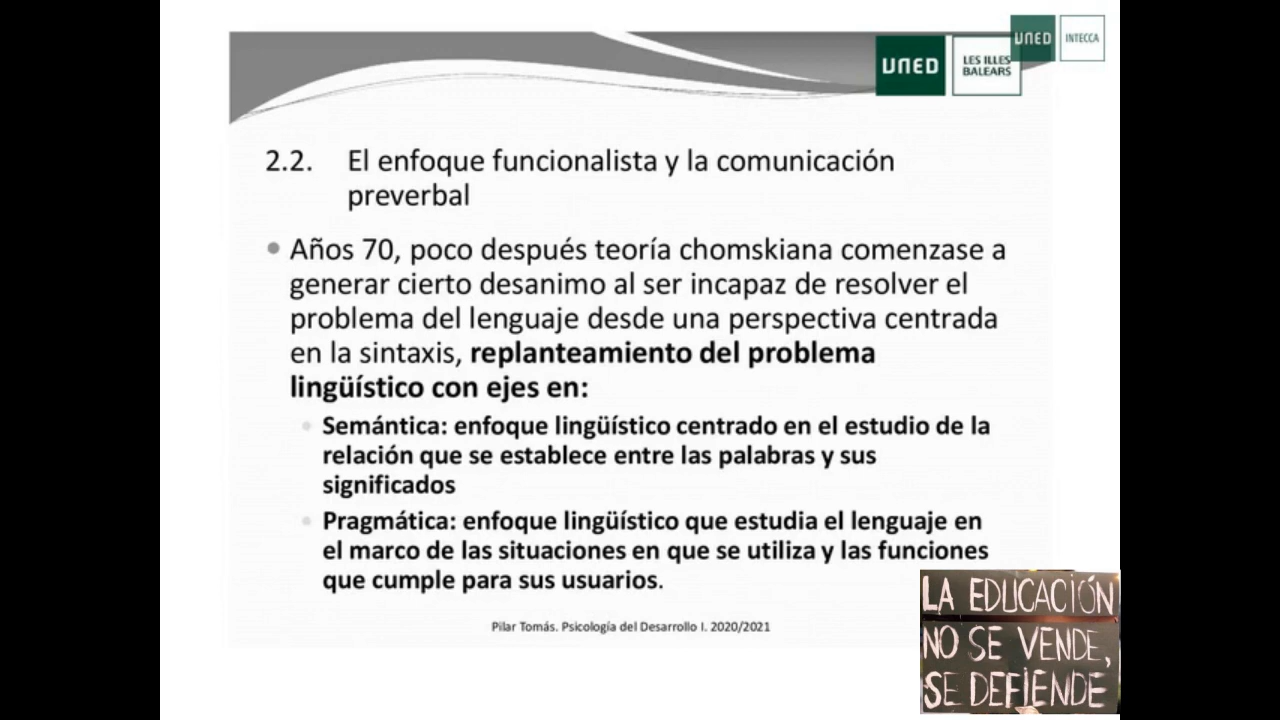 UNED
INTECCA
UNED
LES ILLES
BALEARS
2.2. El enfoque funcionalista y la comunicación
preverbal
Años 70, poco después teoría chomskiana comenzase a
generar cierto desanimo al ser incapaz de resolver el
problema del lenguaje desde una perspectiva centrada
en la sintaxis, replanteamiento del problema
lingüístico con ejes en:
Semántica: enfoque lingüístico centrado en el estudio de la
relación que se establece entre las palabras y sus
significados
Pragmática: enfoque lingüístico que estudia el lenguaje en
el marco de las situaciones en que se utiliza y las funciones
que cumple para sus usuarios.
Pilar Tomás. Psicología del Desarrollo I. 2020/2021
LA EDUCACIÓN
NO SE VENDE,
SE DEFIENDE